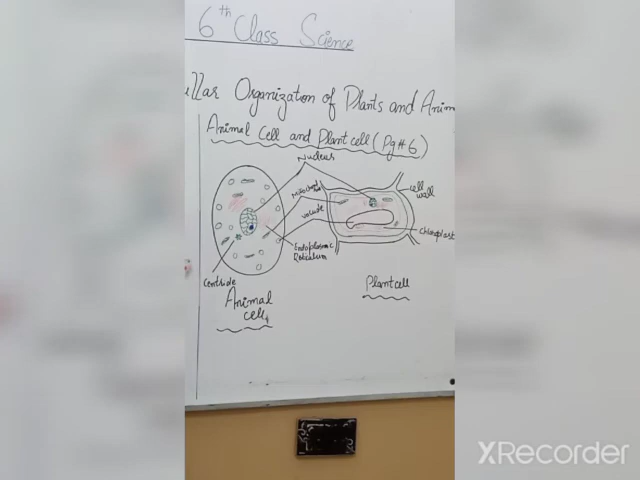 6th Class Science
ullar Organization of Plants and Anim
Animal Cell and Plant cell (Pg # 6)
Nucleus
cell wall
vacuole
Chloroplast
Endoplasmic Reticulum
Centriole
Animal cell
Plant cell
XRecorder